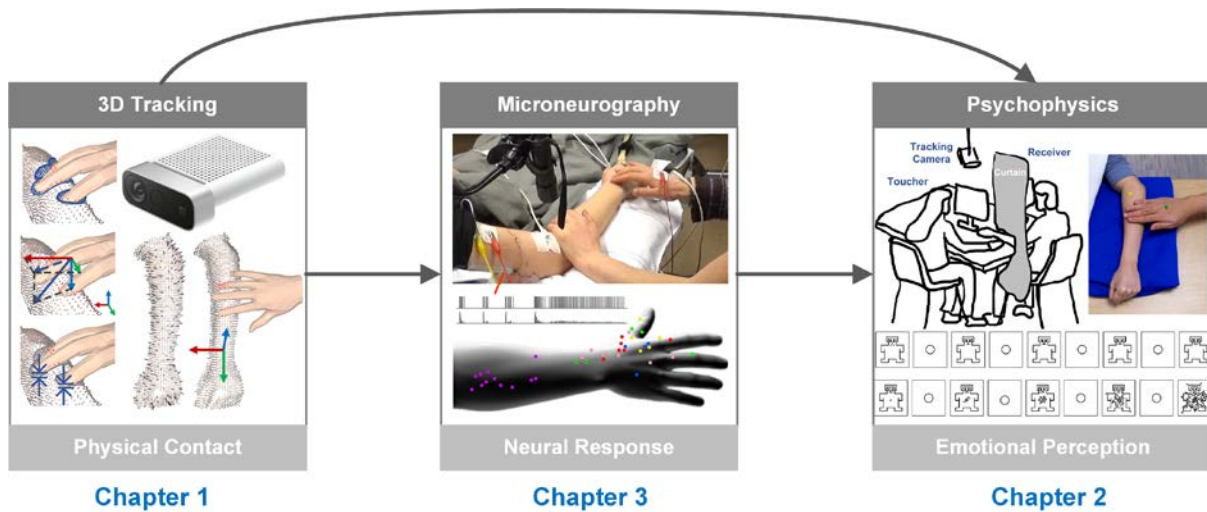 3D Tracking
Physical Contact
Chapter 1
Microneurography
Neural Response
Chapter 3
Psychophysics
Tracking
Camera
Receiver
Curtain
Toucher
Emotional Perception
Chapter 2